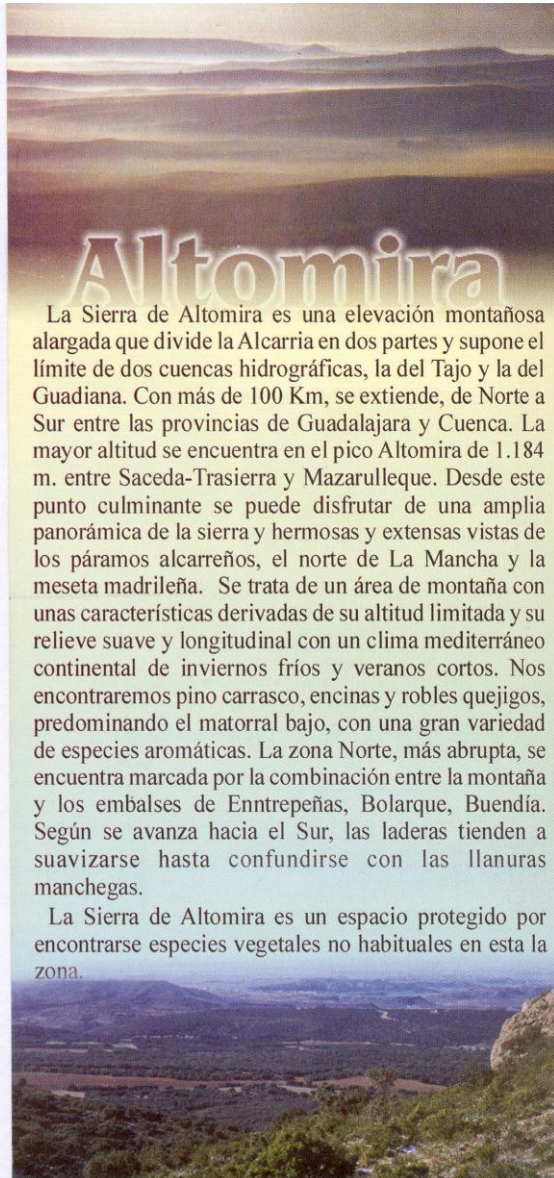 Altomira
La Sierra de Altomira es una elevación montañosa
alargada que divide la Alcarria en dos partes y supone el
límite de dos cuencas hidrográficas, la del Tajo y la del
Guadiana. Con más de 100 Km, se extiende, de Norte a
Sur entre las provincias de Guadalajara y Cuenca. La
mayor altitud se encuentra en el pico Altomira de 1.184
m. entre Saceda-Trasierra y Mazarulleque. Desde este
punto culminante se puede disfrutar de una amplia
panorámica de la sierra y hermosas y extensas vistas de
los páramos alcarreños, el norte de La Mancha y la
meseta madrileña. Se trata de un área de montaña con
unas características derivadas de su altitud limitada y su
relieve suave y longitudinal con un clima mediterráneo
continental de inviernos fríos y veranos cortos. Nos
encontraremos pino carrasco, encinas y robles quejigos,
predominando el matorral bajo, con una gran variedad
de especies aromáticas. La zona Norte, más abrupta, se
encuentra marcada por la combinación entre la montaña
y los embalses de Enntrepeñas, Bolarque, Buendía.
Según se avanza hacia el Sur, las laderas tienden a
suavizarse hasta confundirse con las llanuras
manchegas.
La Sierra de Altomira es un espacio protegido por
encontrarse especies vegetales no habituales en esta la
zona.